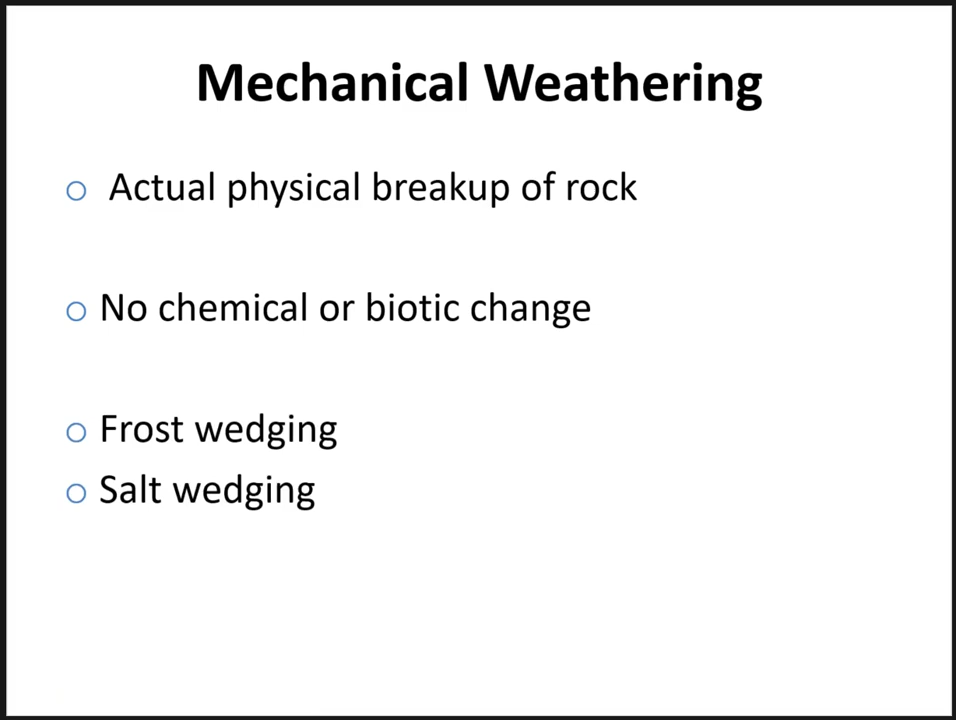 Mechanical Weathering
○ Actual physical breakup of rock
○ No chemical or biotic change
○ Frost wedging
○ Salt wedging